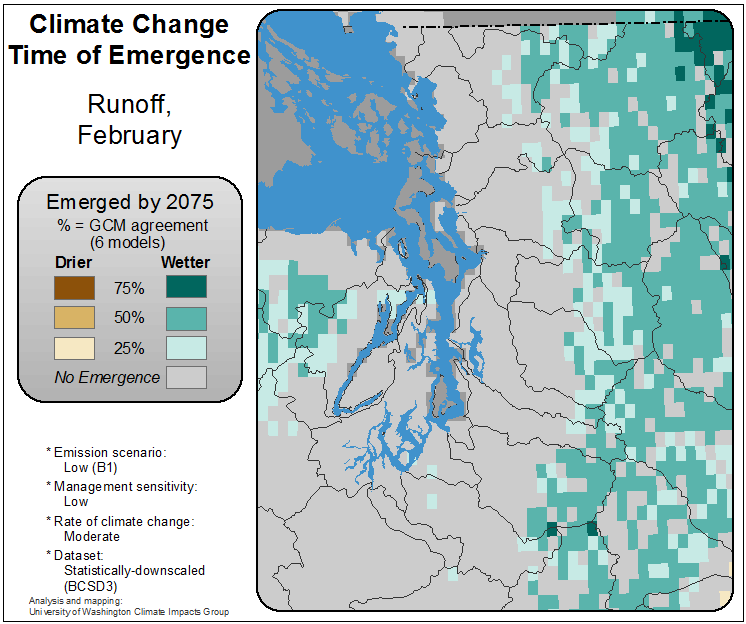 Climate Change
Time of Emergence
Runoff,
February
Emerged by 2075
% = GCM agreement
(6 models)
Drier Wetter
75%
50%
25%
No Emergence
* Emission scenario:
Low (B1)
* Management sensitivity:
Low
* Rate of climate change:
Moderate
* Dataset:
Statistically-downscaled
(BCSD3)
Analysis and mapping:
University of Washington Climate Impacts Group